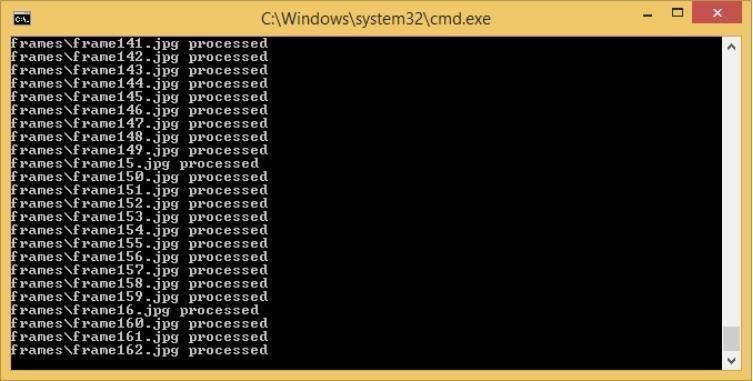 C:\Windows\system32\cmd.exe
frames\frame141.jpg processed
frames\frame142.jpg processed
frames\frame143.jpg processed
frames\frame144.jpg processed
frames\frame145.jpg processed
frames\frame146.jpg processed
frames\frame147.jpg processed
frames\frame148.jpg processed
frames\frame149.jpg processed
frames\frame15.jpg processed
frames\frame150.jpg processed
frames\frame151.jpg processed
frames\frame152.jpg processed
frames\frame153.jpg processed
frames\frame154.jpg processed
frames\frame155.jpg processed
frames\frame156.jpg processed
frames\frame157.jpg processed
frames\frame158.jpg processed
frames\frame159.jpg processed
frames\frame16.jpg processed
frames\frame160.jpg processed
frames\frame161.jpg processed
frames\frame162.jpg processed